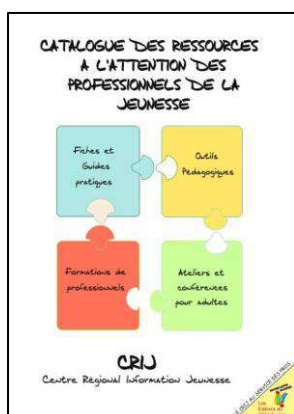 CATALOGUE DES RESSOURCES
A L'ATTENTION DES
PROFESSIONNELS DE LA
JEUNESSE
Fiches et
Guides
pratiques
Outils
Pédagogiques
Formations de
professionnels
Ateliers et
conférences
pour adultes
CRIJ
Centre Regional Information Jeunesse